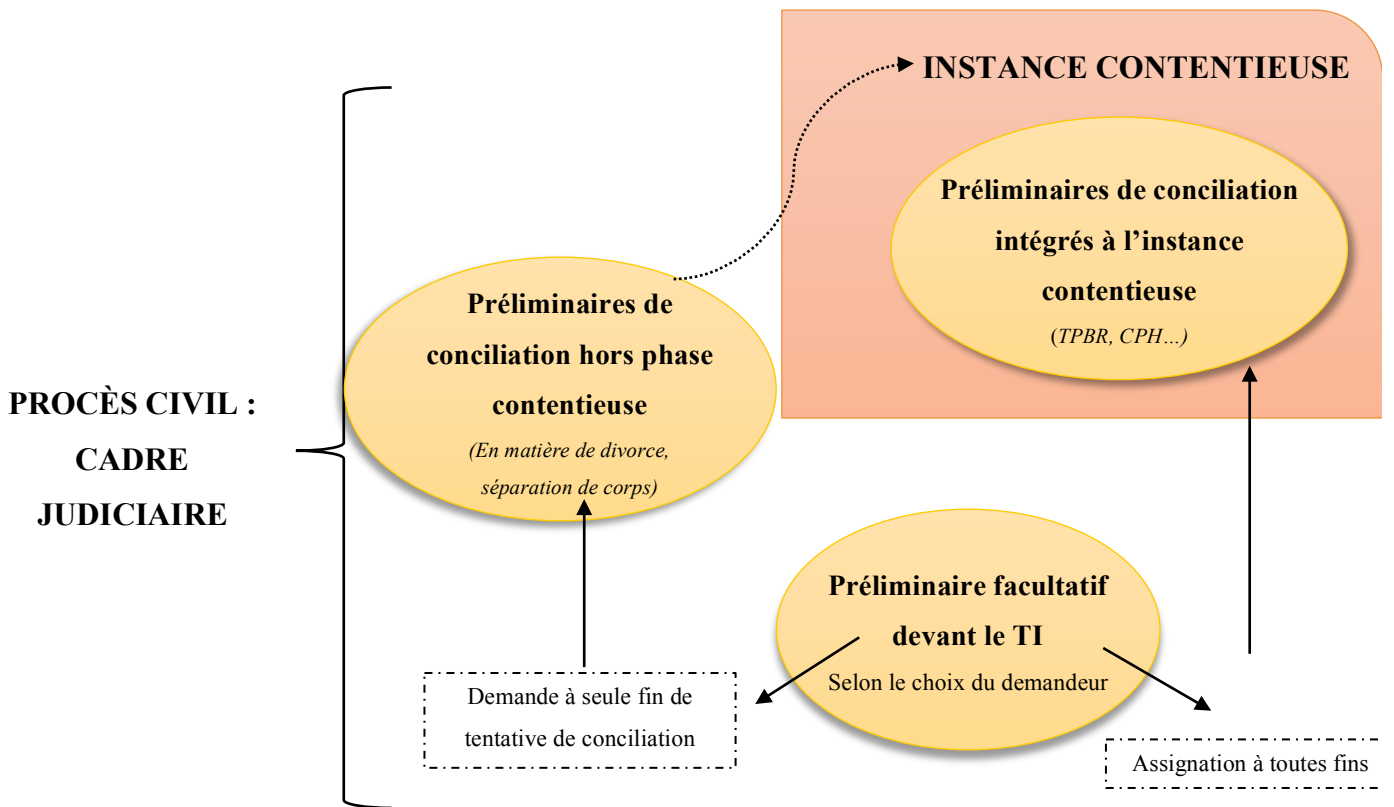 INSTANCE CONTENTIEUSE
Préliminaires de conciliation
intégrés à l'instance
contentieuse
(TPBR, CPH…)
Préliminaires de
conciliation hors phase
contentieuse
(En matière de divorce,
séparation de corps)
PROCÈS CIVIL :
CADRE
JUDICIAIRE
Préliminaire facultatif
devant le TI
Selon le choix du demandeur
Demande à seule fin de
tentative de conciliation
Assignation à toutes fins